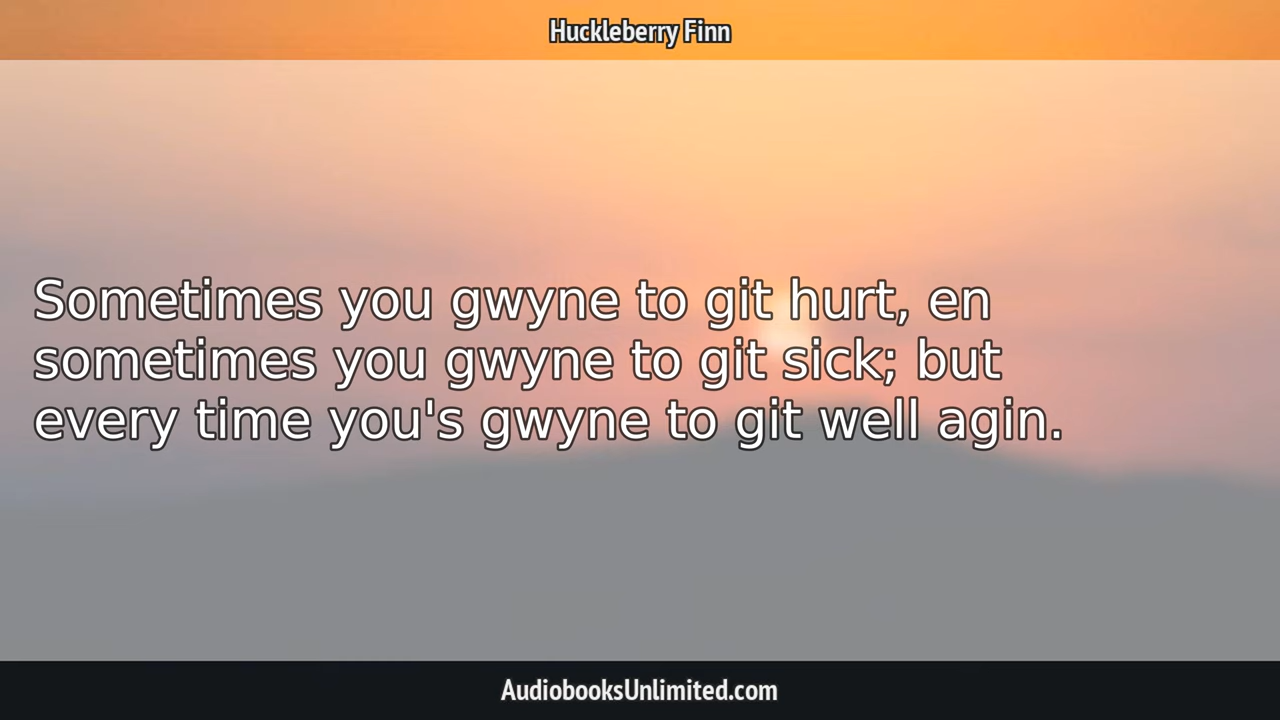 Huckleberry Finn
Sometimes you gwyne to git hurt, en
sometimes you gwyne to git sick; but
every time you's gwyne to git well agin.
AudiobooksUnlimited.com